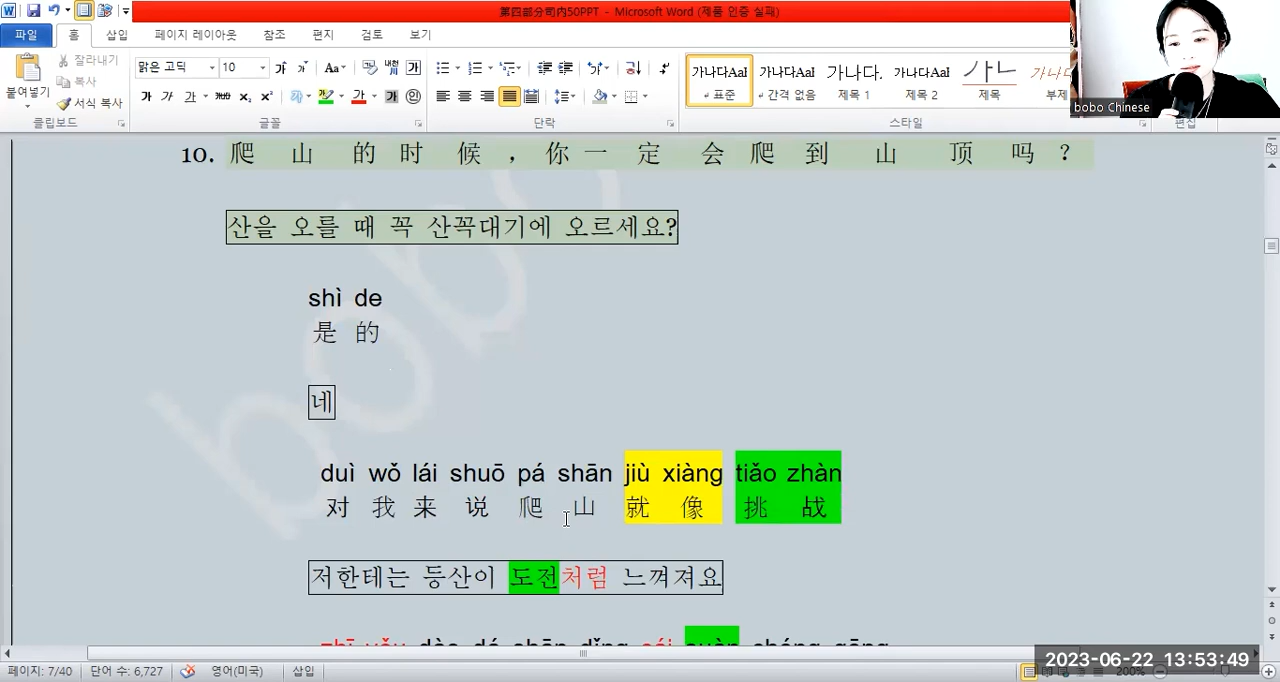 第四部分司内50PPT - Microsoft Word (제품 인증 실패)
파일 홈 삽입 페이지 레이아웃 참조 편지 검토 보기
붙여넣기 잘라내기 복사 서식 복사
맑은 고딕 10
가나다AaI 가나다AaI 가나다. 가나다AaI
표준 간격 없음 제목 1 제목 2 제목 부제
클립보드 글꼴 단락 스타일 편집
bobo Chinese
10. 爬山的时候，你一定会爬到山顶吗？
산을 오를 때 꼭 산꼭대기에 오르세요?
shì de
是的
네
duì wǒ lái shuō pá shān jiù xiàng tiǎo zhàn
对我来说爬山就像挑战
저한테는 등산이 도전처럼 느껴져요
페이지: 7/40 단어 수: 6,727 영어(미국) 삽입 200%
2023-06-22 13:53:49
bobo